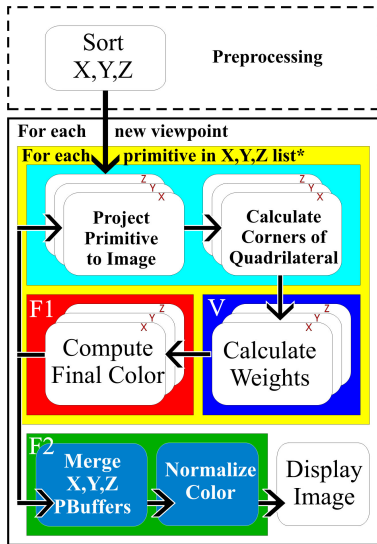 Sort
X,Y,Z
Preprocessing
For each new viewpoint
For each primitive in X,Y,Z list*
Z
Y
X
Project
Primitive
to Image
Z
Y
X
Calculate
Corners of
Quadrilateral
F1
Z
Y
X
Compute
Final Color
V
Z
Y
X
Calculate
Weights
F2
Merge
X,Y,Z
PBuffers
Normalize
Color
Display
Image